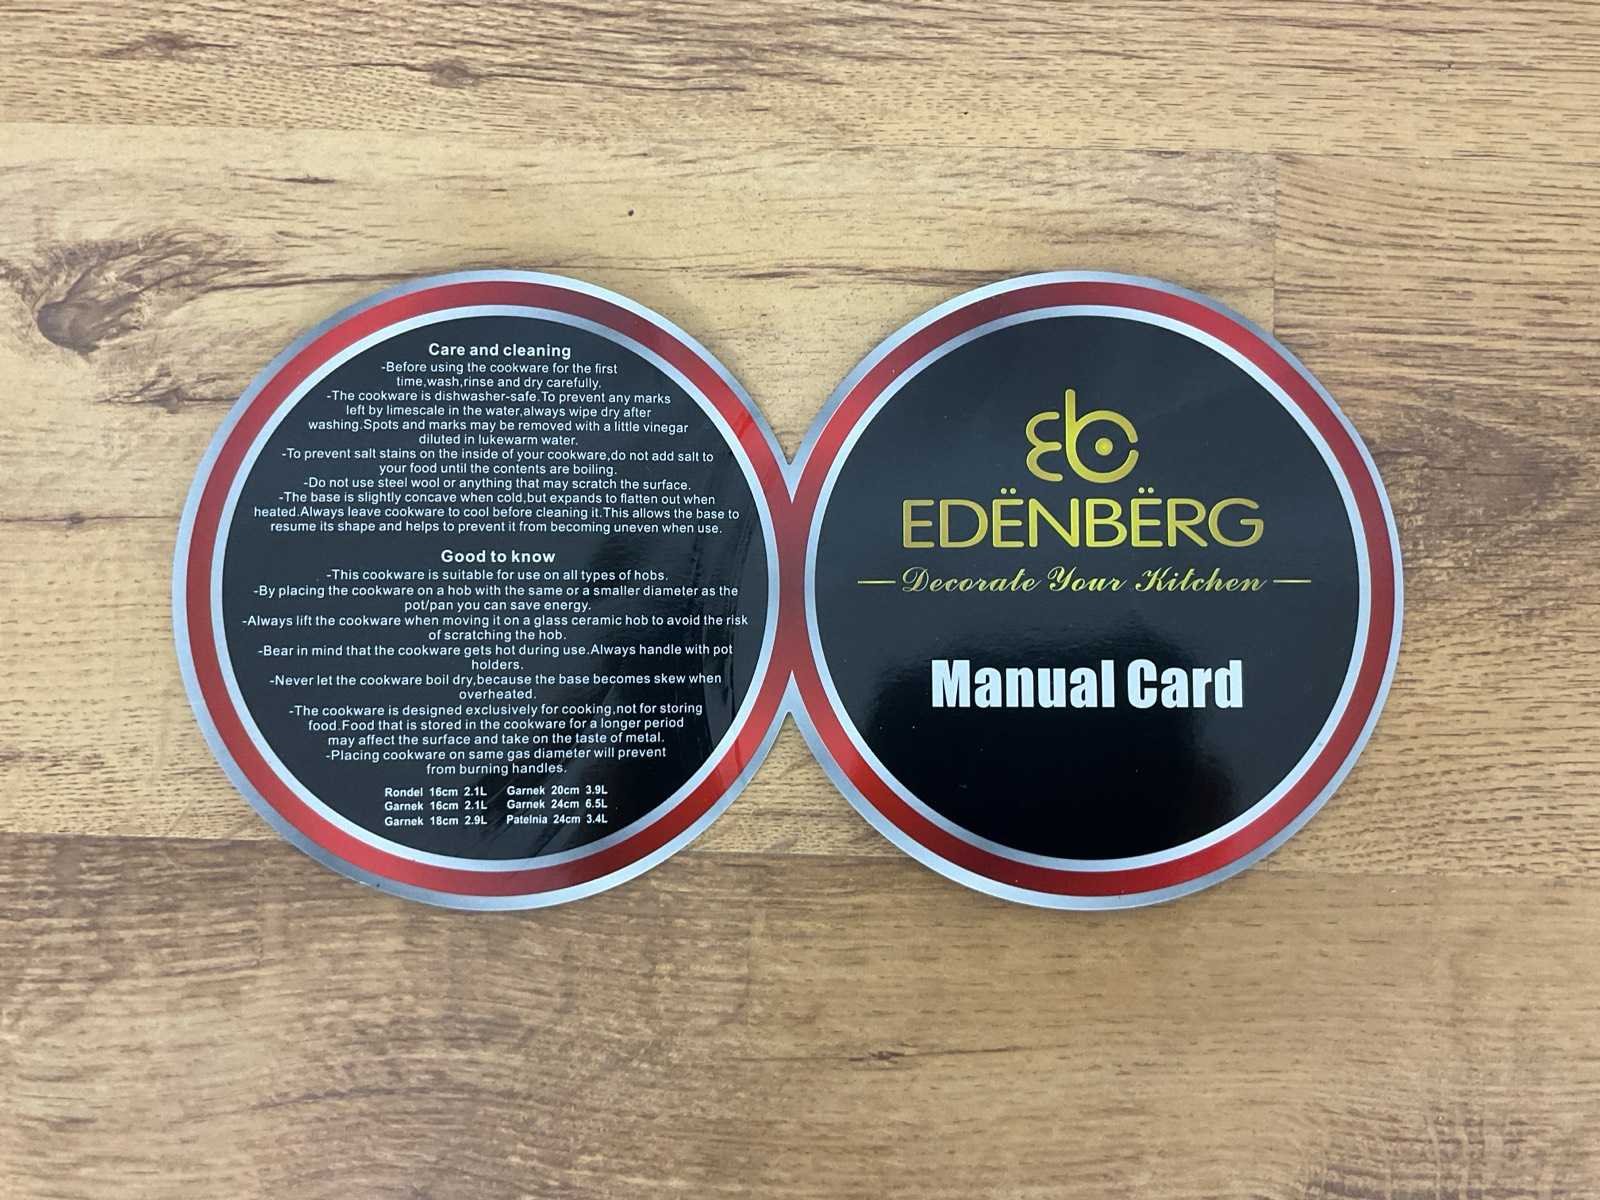 Care and cleaning
-Before using the cookware for the first
time,wash,rinse and dry carefully.
-The cookware is dishwasher-safe.To prevent any marks
left by limescale in the water,always wipe dry after
washing.Spots and marks may be removed with a little vinegar
diluted in lukewarm water.
-To prevent salt stains on the inside of your cookware,do not add salt to
your food until the contents are boiling.
-Do not use steel wool or anything that may scratch the surface.
-The base is slightly concave when cold,but expands to flatten out when
heated.Always leave cookware to cool before cleaning it.This allows the base to
resume its shape and helps to prevent it from becoming uneven when use.
Good to know
-This cookware is suitable for use on all types of hobs.
-By placing the cookware on a hob with the same or a smaller diameter as the
pot/pan you can save energy.
-Always lift the cookware when moving it on a glass ceramic hob to avoid the risk
of scratching the hob.
-Bear in mind that the cookware gets hot during use.Always handle with pot
holders.
-Never let the cookware boil dry,because the base becomes skew when
overheated.
-The cookware is designed exclusively for cooking,not for storing
food.Food that is stored in the cookware for a longer period
may affect the surface and take on the taste of metal.
-Placing cookware on same gas diameter will prevent
from burning handles.
Rondel 16cm 2.1L Garnek 20cm 3.9L
Garnek 16cm 2.1L Garnek 24cm 6.5L
Garnek 18cm 2.9L Patelnia 24cm 3.4L
EDËNBËRG
Decorate Your Kitchen
Manual Card